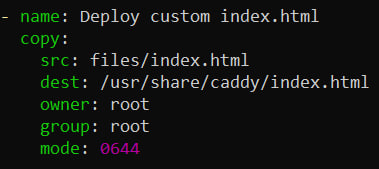 - name: Deploy custom index.html
  copy:
    src: files/index.html
    dest: /usr/share/caddy/index.html
    owner: root
    group: root
    mode: 0644